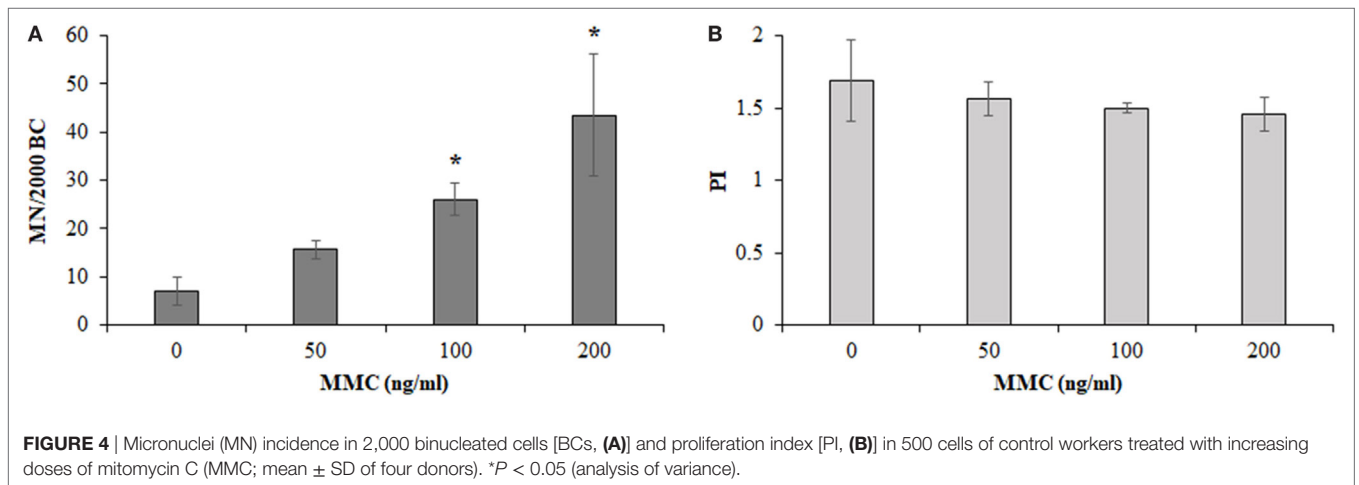 A
60
50
40
30
20
10
0
MN/2000 BC
*
*
0 50 100 200
MMC (ng/ml)
B
2
1.5
1
0.5
0
PI
0 50 100 200
MMC (ng/ml)
FIGURE 4 | Micronuclei (MN) incidence in 2,000 binucleated cells [BCs, (A)] and proliferation index [PI, (B)] in 500 cells of control workers treated with increasing
doses of mitomycin C (MMC; mean ± SD of four donors). *P < 0.05 (analysis of variance).